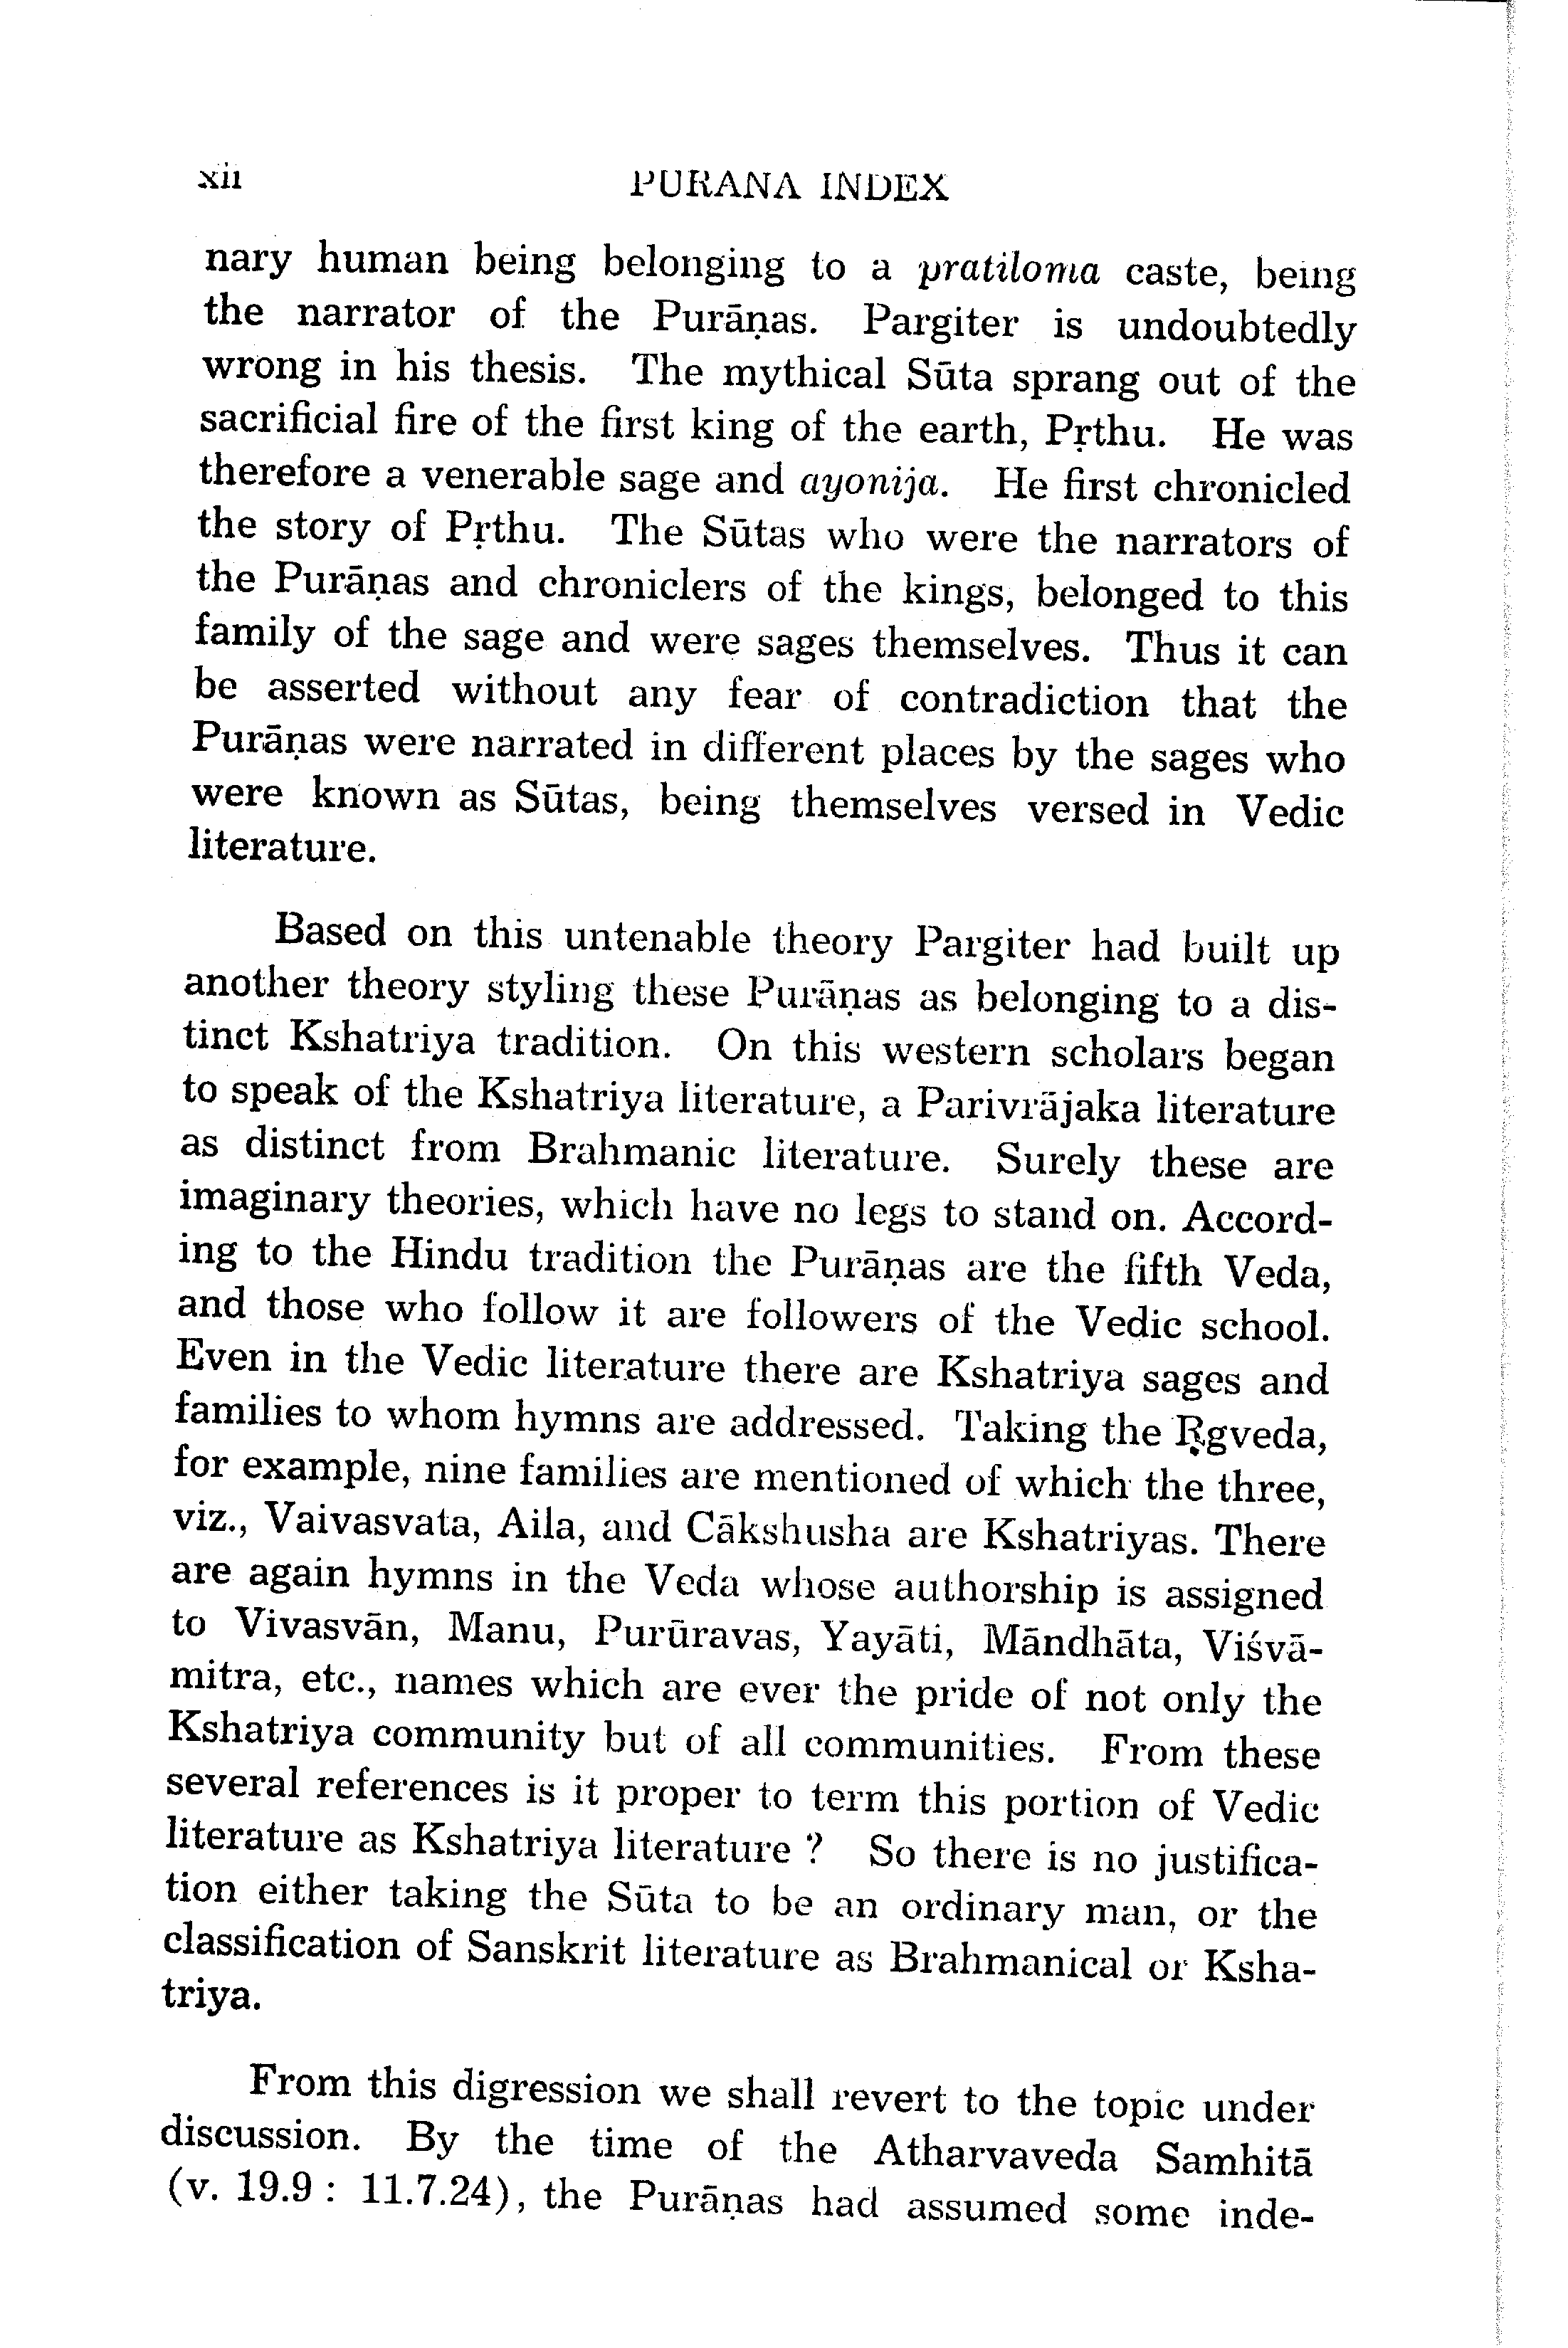 xii
PURANA INDEX
nary human being belonging to a pratiloma caste, being
the narrator of the Purāṇas. Pargiter is undoubtedly
wrong in his thesis. The mythical Sūta sprang out of the
sacrificial fire of the first king of the earth, Pṛthu. He was
therefore a venerable sage and ayonija. He first chronicled
the story of Pṛthu. The Sūtas who were the narrators of
the Purāṇas and chroniclers of the kings, belonged to this
family of the sage and were sages themselves. Thus it can
be asserted without any fear of contradiction that the
Purāṇas were narrated in different places by the sages who
were known as Sūtas, being themselves versed in Vedic
literature.
Based on this untenable theory Pargiter had built up
another theory styling these Purāṇas as belonging to a dis-
tinct Kshatriya tradition. On this western scholars began
to speak of the Kshatriya literature, a Parivrājaka literature
as distinct from Brahmanic literature. Surely these are
imaginary theories, which have no legs to stand on. Accord-
ing to the Hindu tradition the Purāṇas are the fifth Veda,
and those who follow it are followers of the Vedic school.
Even in the Vedic literature there are Kshatriya sages and
families to whom hymns are addressed. Taking the Ṛgveda,
for example, nine families are mentioned of which the three,
viz., Vaivasvata, Aila, and Cākshusha are Kshatriyas. There
are again hymns in the Veda whose authorship is assigned
to Vivasvān, Manu, Purūravas, Yayāti, Māndhāta, Viśvā-
mitra, etc., names which are ever the pride of not only the
Kshatriya community but of all communities. From these
several references is it proper to term this portion of Vedic
literature as Kshatriya literature ? So there is no justifica-
tion either taking the Sūta to be an ordinary man, or the
classification of Sanskrit literature as Brahmanical or Ksha-
triya.
From this digression we shall revert to the topic under
discussion. By the time of the Atharvaveda Samhitā
(v. 19.9 : 11.7.24), the Purāṇas had assumed some inde-